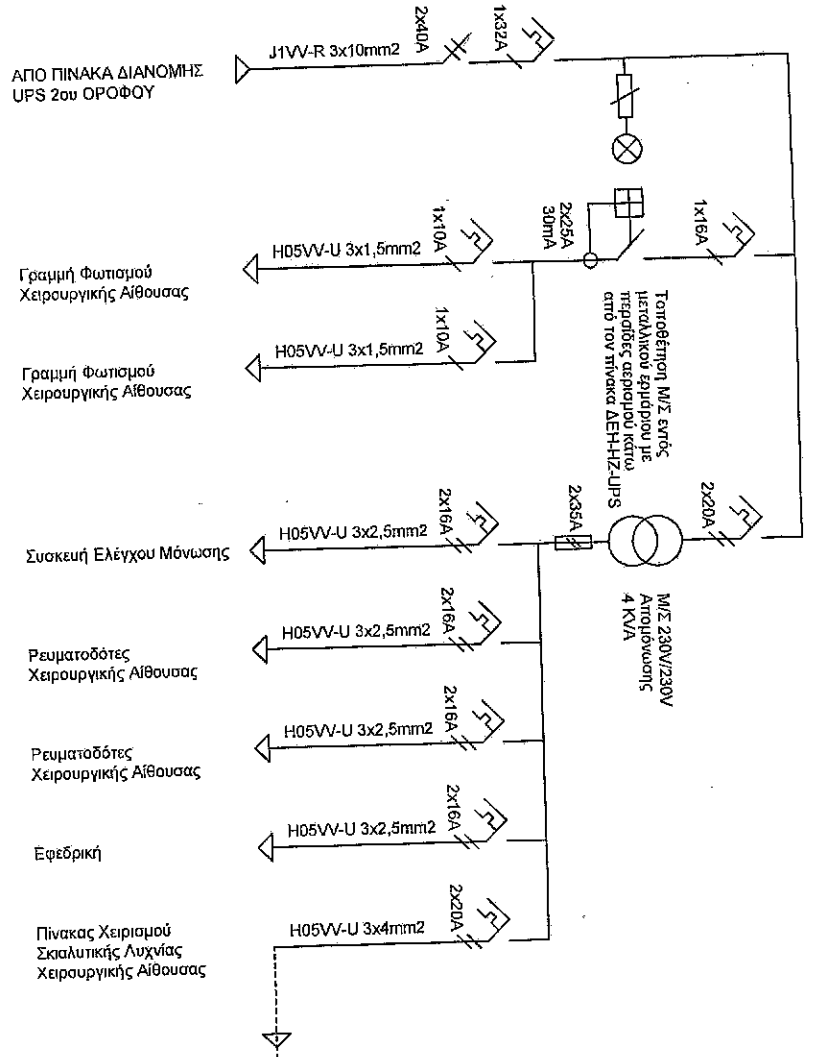 ΑΠΟ ΠΙΝΑΚΑ ΔΙΑΝΟΜΗΣ
UPS 2ου ΟΡΟΦΟΥ
J1VV-R 3x10mm2
2x40A
1x32A
Γραμμή Φωτισμού
Χειρουργικής Αίθουσας
H05VV-U 3x1,5mm2
1x10A
2x25A
30mA
1x16A
Γραμμή Φωτισμού
Χειρουργικής Αίθουσας
H05VV-U 3x1,5mm2
1x10A
Τοποθέτηση Μ/Σ εντός
μεταλλικού ερμάριου με
περσίδες αερισμού κάτω
από τον πίνακα ΔΕΗ-ΗΖ-UPS
Συσκευή Ελέγχου Μόνωσης
H05VV-U 3x2,5mm2
2x16A
2x35A
2x20A
Μ/Σ 230V/230V
Απομόνωσης
4 KVA
Ρευματοδότες
Χειρουργικής Αίθουσας
H05VV-U 3x2,5mm2
2x16A
Ρευματοδότες
Χειρουργικής Αίθουσας
H05VV-U 3x2,5mm2
2x16A
Εφεδρική
H05VV-U 3x2,5mm2
2x16A
Πίνακας Χειρισμού
Σκιαλυτικής Λυχνίας
Χειρουργικής Αίθουσας
H05VV-U 3x4mm2
2x20A